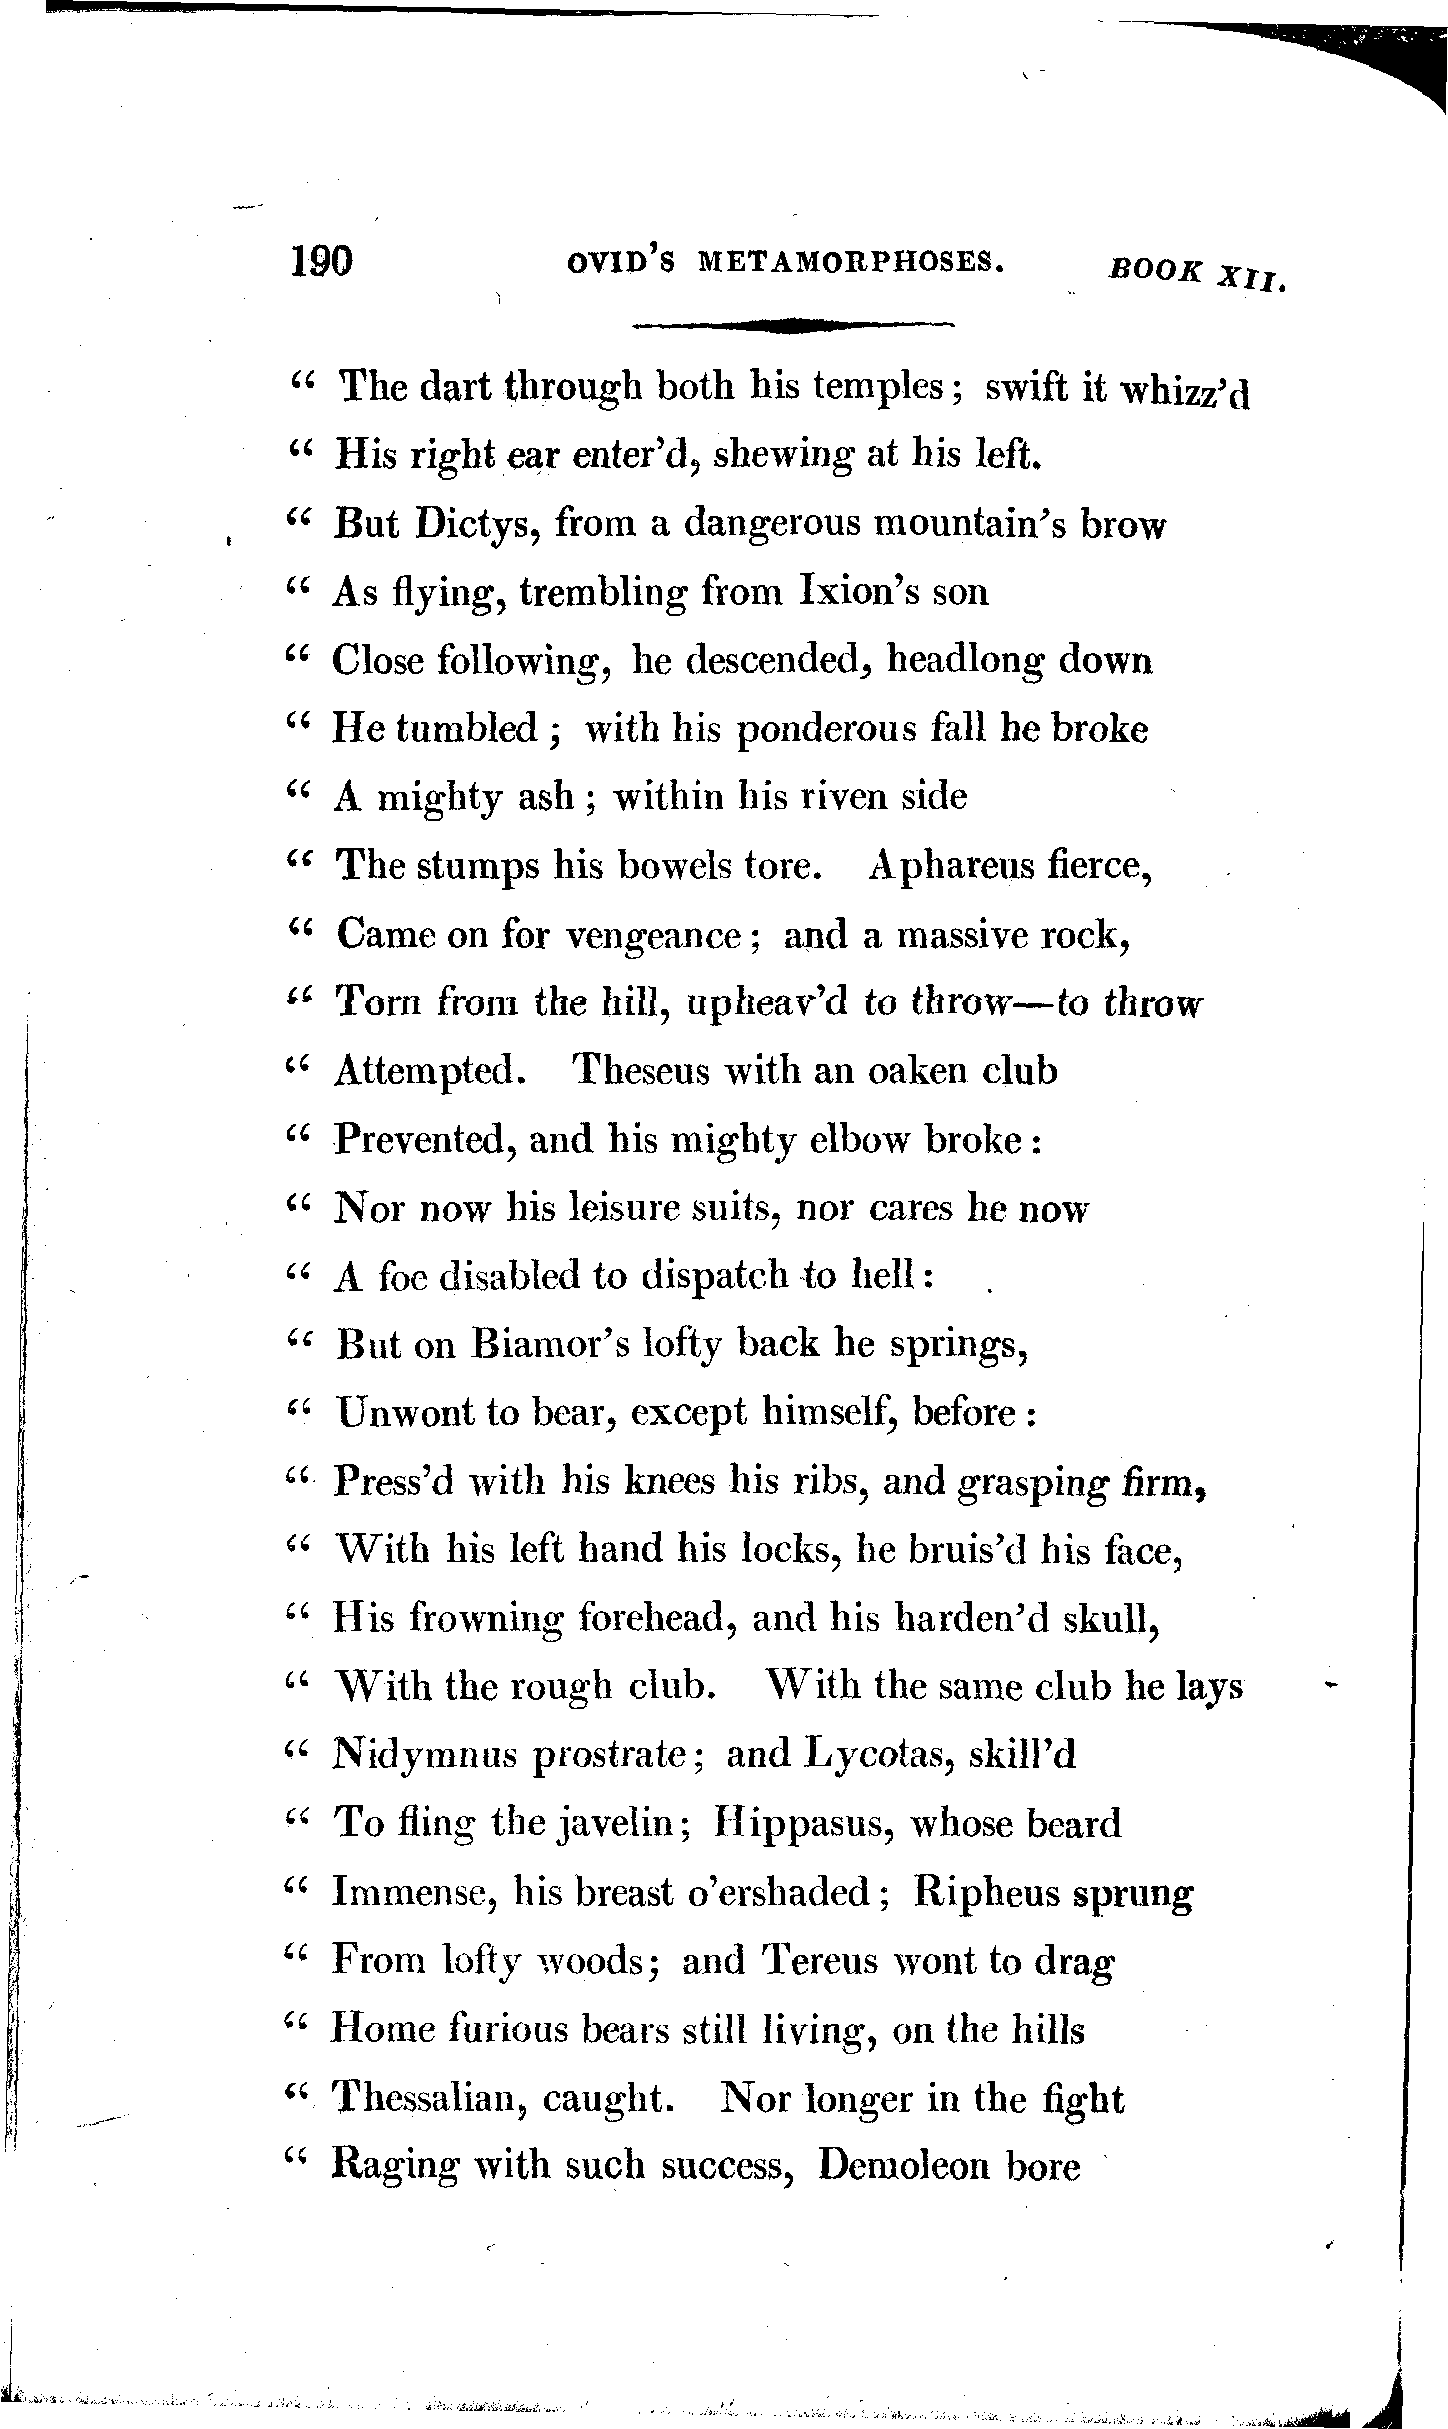 190 OVID'S METAMORPHOSES. BOOK XII.
“ The dart through both his temples; swift it whizz'd
“ His right ear enter'd, shewing at his left.
“ But Dictys, from a dangerous mountain's brow
“ As flying, trembling from Ixion's son
“ Close following, he descended, headlong down
“ He tumbled; with his ponderous fall he broke
“ A mighty ash; within his riven side
“ The stumps his bowels tore. Aphareus fierce,
“ Came on for vengeance; and a massive rock,
“ Torn from the hill, upheav'd to throw—to throw
“ Attempted. Theseus with an oaken club
“ Prevented, and his mighty elbow broke:
“ Nor now his leisure suits, nor cares he now
“ A foe disabled to dispatch to hell:
“ But on Biamor's lofty back he springs,
“ Unwont to bear, except himself, before:
“ Press'd with his knees his ribs, and grasping firm,
“ With his left hand his locks, he bruis'd his face,
“ His frowning forehead, and his harden'd skull,
“ With the rough club. With the same club he lays
“ Nidymnus prostrate; and Lycotas, skill'd
“ To fling the javelin; Hippasus, whose beard
“ Immense, his breast o'ershaded; Ripheus sprung
“ From lofty woods; and Tereus wont to drag
“ Home furious bears still living, on the hills
“ Thessalian, caught. Nor longer in the fight
“ Raging with such success, Demoleon bore